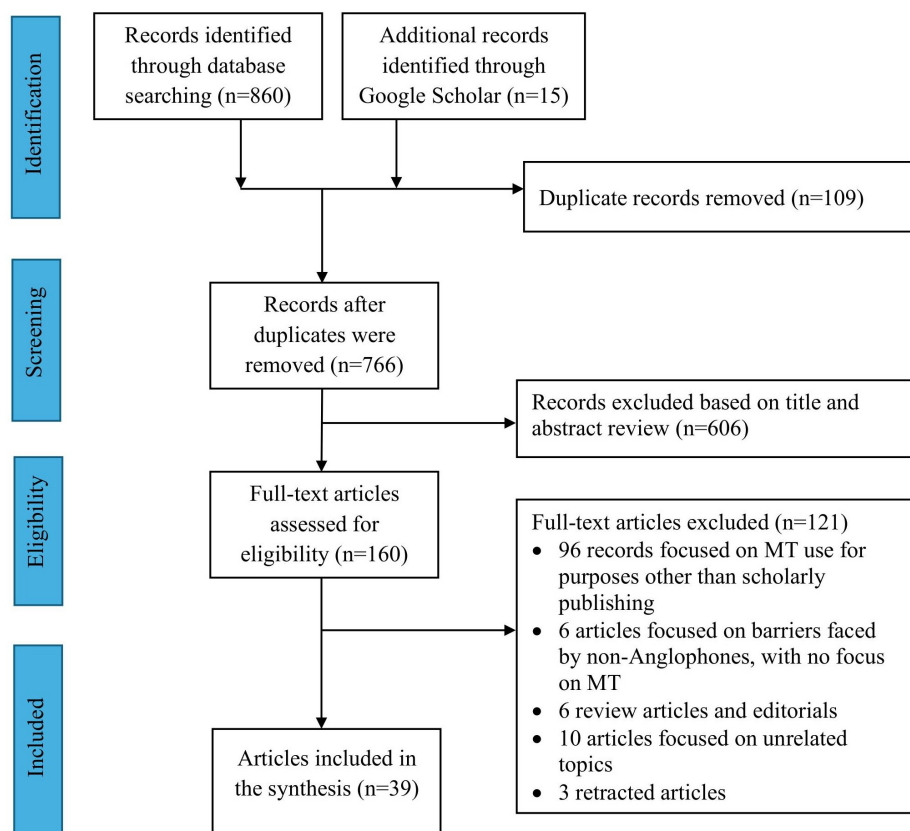 Identification
Records identified
through database
searching (n=860)
Additional records
identified through
Google Scholar (n=15)
Duplicate records removed (n=109)
Screening
Records after
duplicates were
removed (n=766)
Records excluded based on title and
abstract review (n=606)
Eligibility
Full-text articles
assessed for
eligibility (n=160)
Full-text articles excluded (n=121)
• 96 records focused on MT use for
purposes other than scholarly
publishing
• 6 articles focused on barriers faced
by non-Anglophones, with no focus
on MT
• 6 review articles and editorials
• 10 articles focused on unrelated
topics
• 3 retracted articles
Included
Articles included in
the synthesis (n=39)